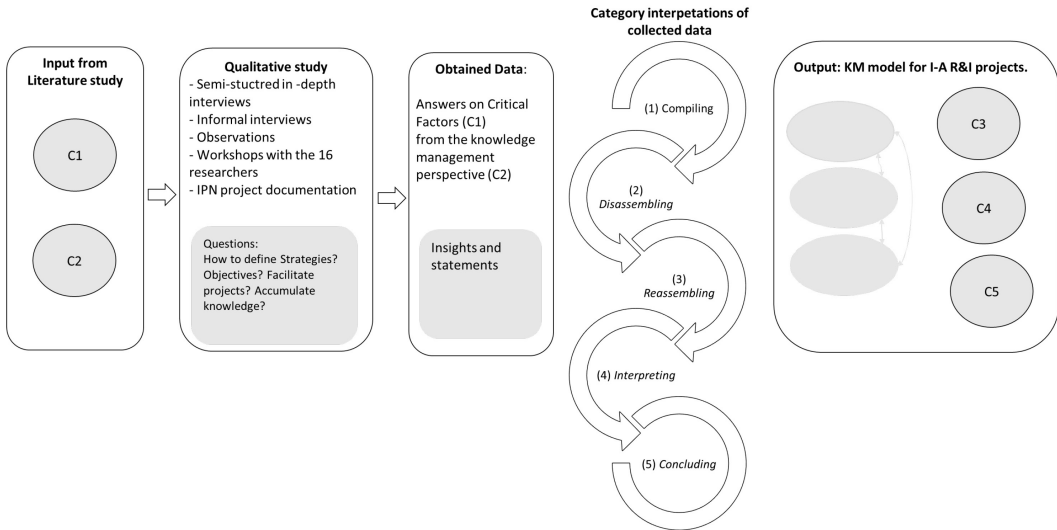 Input from
Literature study
C1
C2
Qualitative study
- Semi-stuctred in -depth
interviews
- Informal interviews
- Observations
- Workshops with the 16
researchers
- IPN project documentation
Questions:
How to define Strategies?
Objectives? Facilitate
projects? Accumulate
knowledge?
Obtained Data:
Answers on Critical
Factors (C1)
from the knowledge
management
perspective (C2)
Insights and
statements
Category interpetations of
collected data
(1) Compiling
(2)
Disassembling
(3)
Reassembling
(4) Interpreting
(5) Concluding
Output: KM model for I-A R&I projects.
C3
C4
C5